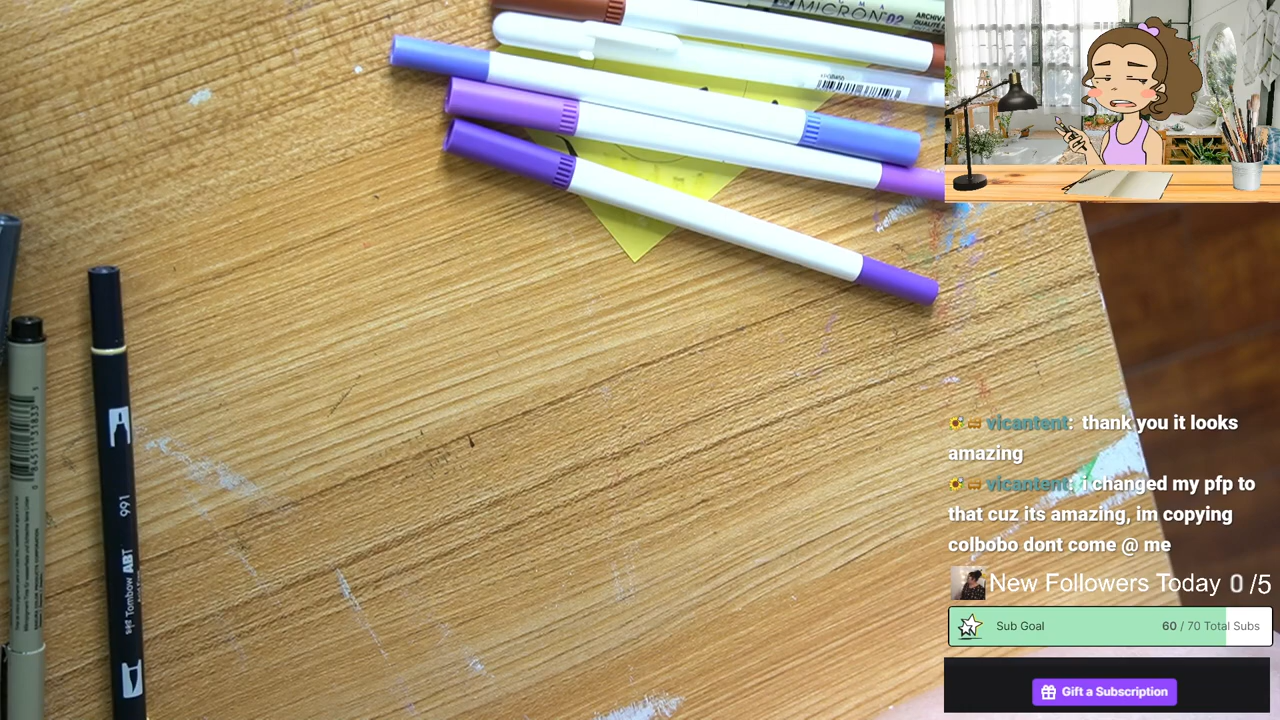 MICRON 02
ARCHIVAL
vicantent: thank you it looks
amazing
vicantent: i changed my pfp to
that cuz its amazing, im copying
colbobo dont come @ me
New Followers Today 0 /5
Sub Goal 60 / 70 Total Subs
Gift a Subscription
991
Tombow ABT